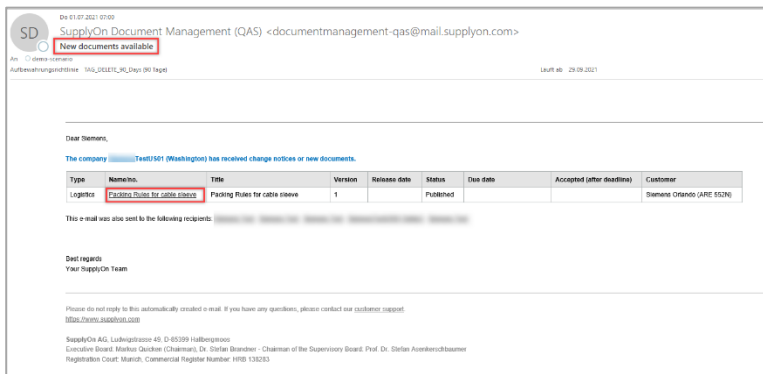 Do 01.07.2021 07:00
SD
SupplyOn Document Management (QAS) <documentmanagement-qas@mail.supplyon.com>
New documents available
An demo-scenario
Aufbewahrungsrichtlinie TAG_DELETE_90_Days (90 Tage)
Läuft ab 29.09.2021
Dear Siemens,
The company TestUS01 (Washington) has received change notices or new documents.
Type Name/no. Title Version Release date Status Due date Accepted (after deadline) Customer
Logistics Packing Rules for cable sleeve Packing Rules for cable sleeve 1 Published Siemens Orlando (ARE 552N)
This e-mail was also sent to the following recipients
Best regards
Your SupplyOn Team
Please do not reply to this automatically created e-mail. If you have any questions, please contact our customer support.
https://www.supplyon.com
SupplyOn AG, Ludwigstrasse 49, D-85399 Hallbergmoos
Executive Board: Markus Quicken (Chairman), Dr. Stefan Brandner - Chairman of the Supervisory Board: Prof. Dr. Stefan Asenkerschbaumer
Registration Court: Munich, Commercial Register Number: HRB 138283